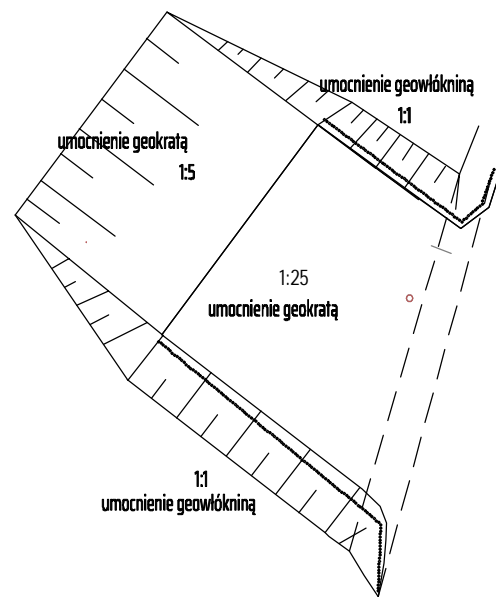 umocnienie geowłókniną
1:1
umocnienie geokratą
1:5
1:25
umocnienie geokratą
1:1
umocnienie geowłókniną